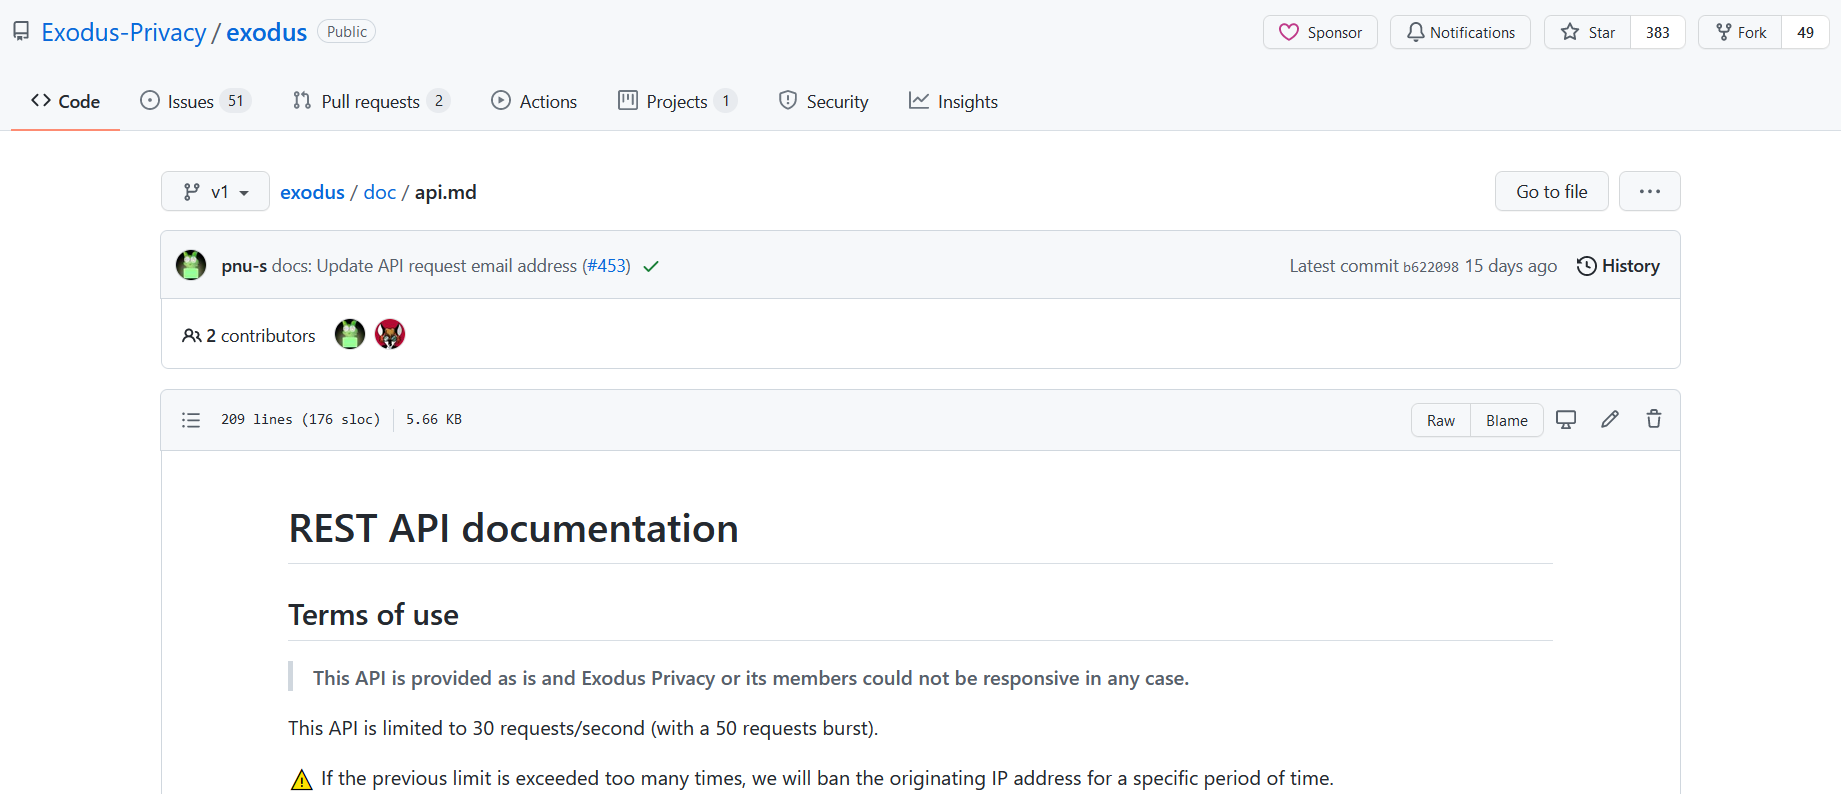 Exodus-Privacy / exodus Public Sponsor Notifications Star 383 Fork 49
Code Issues 51 Pull requests 2 Actions Projects 1 Security Insights
v1 exodus / doc / api.md Go to file ...
pnu-s docs: Update API request email address (#453) Latest commit b622098 15 days ago History
2 contributors
209 lines (176 sloc) 5.66 KB Raw Blame
REST API documentation
Terms of use
This API is provided as is and Exodus Privacy or its members could not be responsive in any case.
This API is limited to 30 requests/second (with a 50 requests burst).
If the previous limit is exceeded too many times, we will ban the originating IP address for a specific period of time.